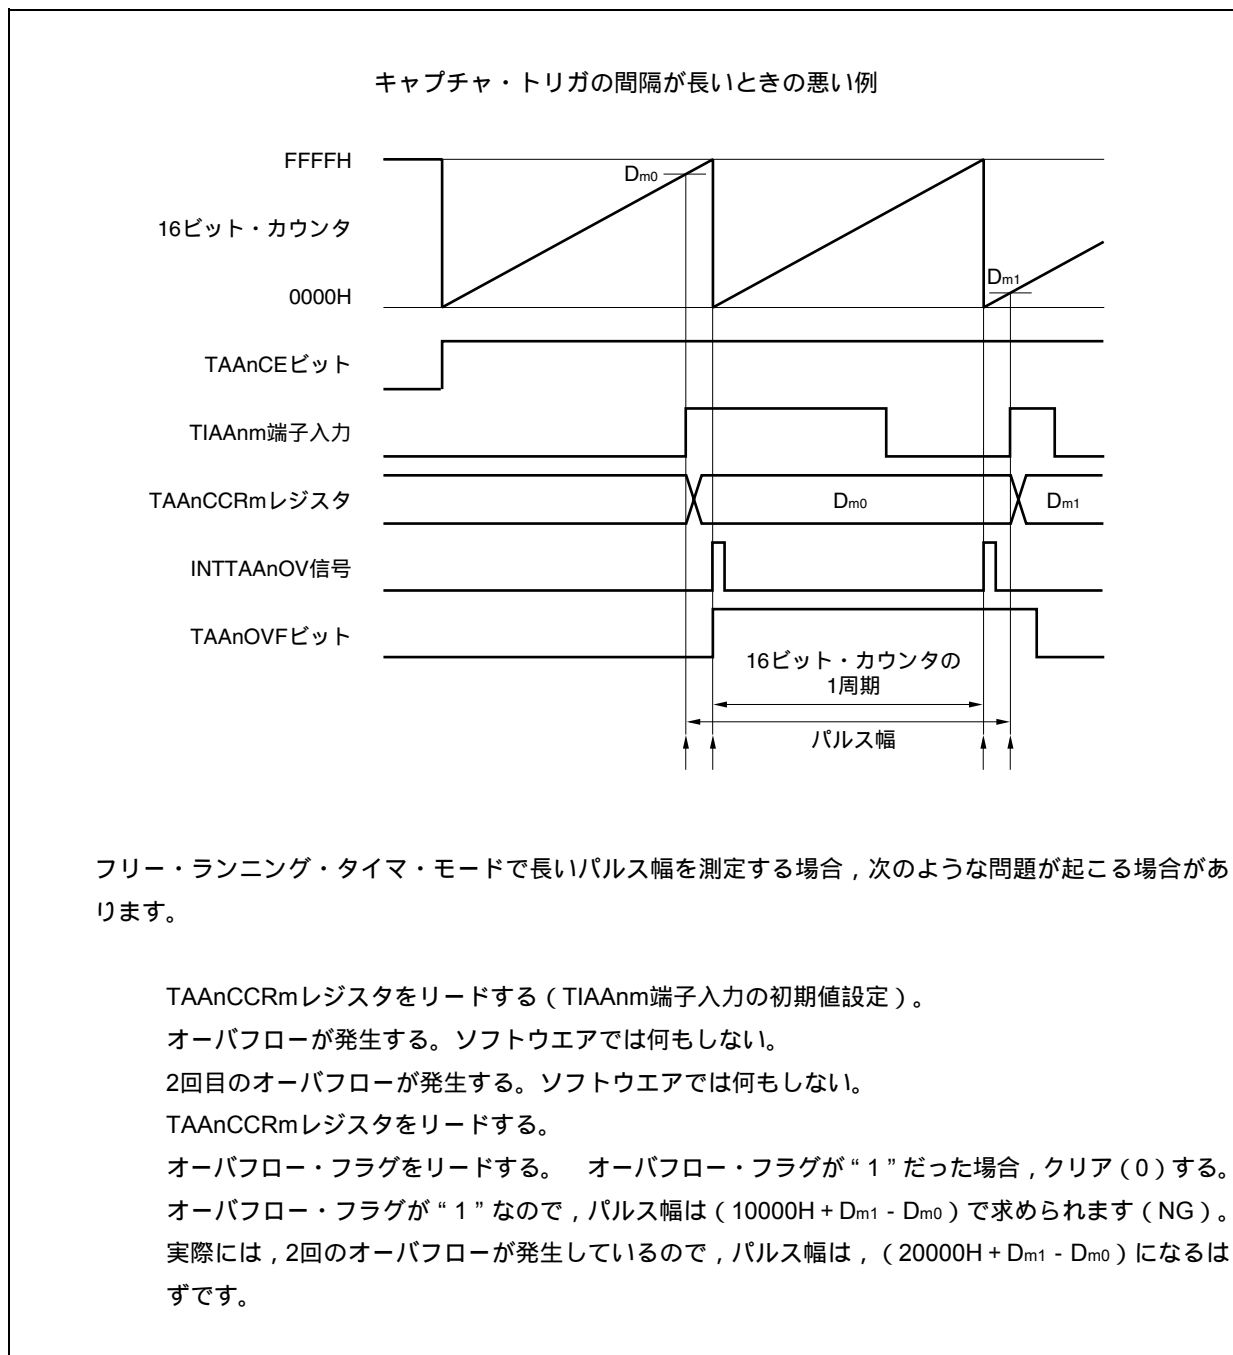 キャプチャ・トリガの間隔が長いときの悪い例
FFFFH
Dm0
16ビット・カウンタ
Dm1
0000H
TAAnCEビット
TIAAnm端子入力
TAAnCCRmレジスタ
Dm0
Dm1
INTTAAnOV信号
TAAnOVFビット
16ビット・カウンタの
1周期
パルス幅
フリー・ランニング・タイマ・モードで長いパルス幅を測定する場合，次のような問題が起こる場合があ
ります。
TAAnCCRmレジスタをリードする（TIAAnm端子入力の初期値設定）。
オーバフローが発生する。ソフトウエアでは何もしない。
2回目のオーバフローが発生する。ソフトウエアでは何もしない。
TAAnCCRmレジスタをリードする。
オーバフロー・フラグをリードする。　オーバフロー・フラグが“1”だった場合，クリア（0）する。
オーバフロー・フラグが“1”なので，パルス幅は（10000H + Dm1 - Dm0）で求められます（NG）。
実際には，2回のオーバフローが発生しているので，パルス幅は，（20000H + Dm1 - Dm0）になるは
ずです。